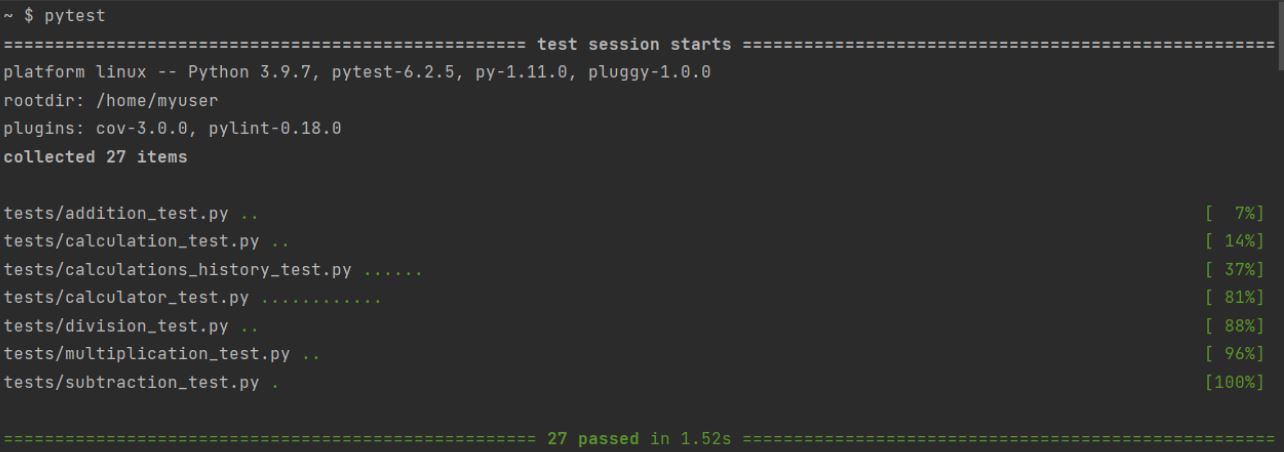 ~ $ pytest
=================================================== test session starts ====================================================
platform linux -- Python 3.9.7, pytest-6.2.5, py-1.11.0, pluggy-1.0.0
rootdir: /home/myuser
plugins: cov-3.0.0, pylint-0.18.0
collected 27 items
tests/addition_test.py .. [  7%]
tests/calculation_test.py .. [ 14%]
tests/calculations_history_test.py ...... [ 37%]
tests/calculator_test.py ............ [ 81%]
tests/division_test.py .. [ 88%]
tests/multiplication_test.py .. [ 96%]
tests/subtraction_test.py . [100%]
==================================================== 27 passed in 1.52s ====================================================